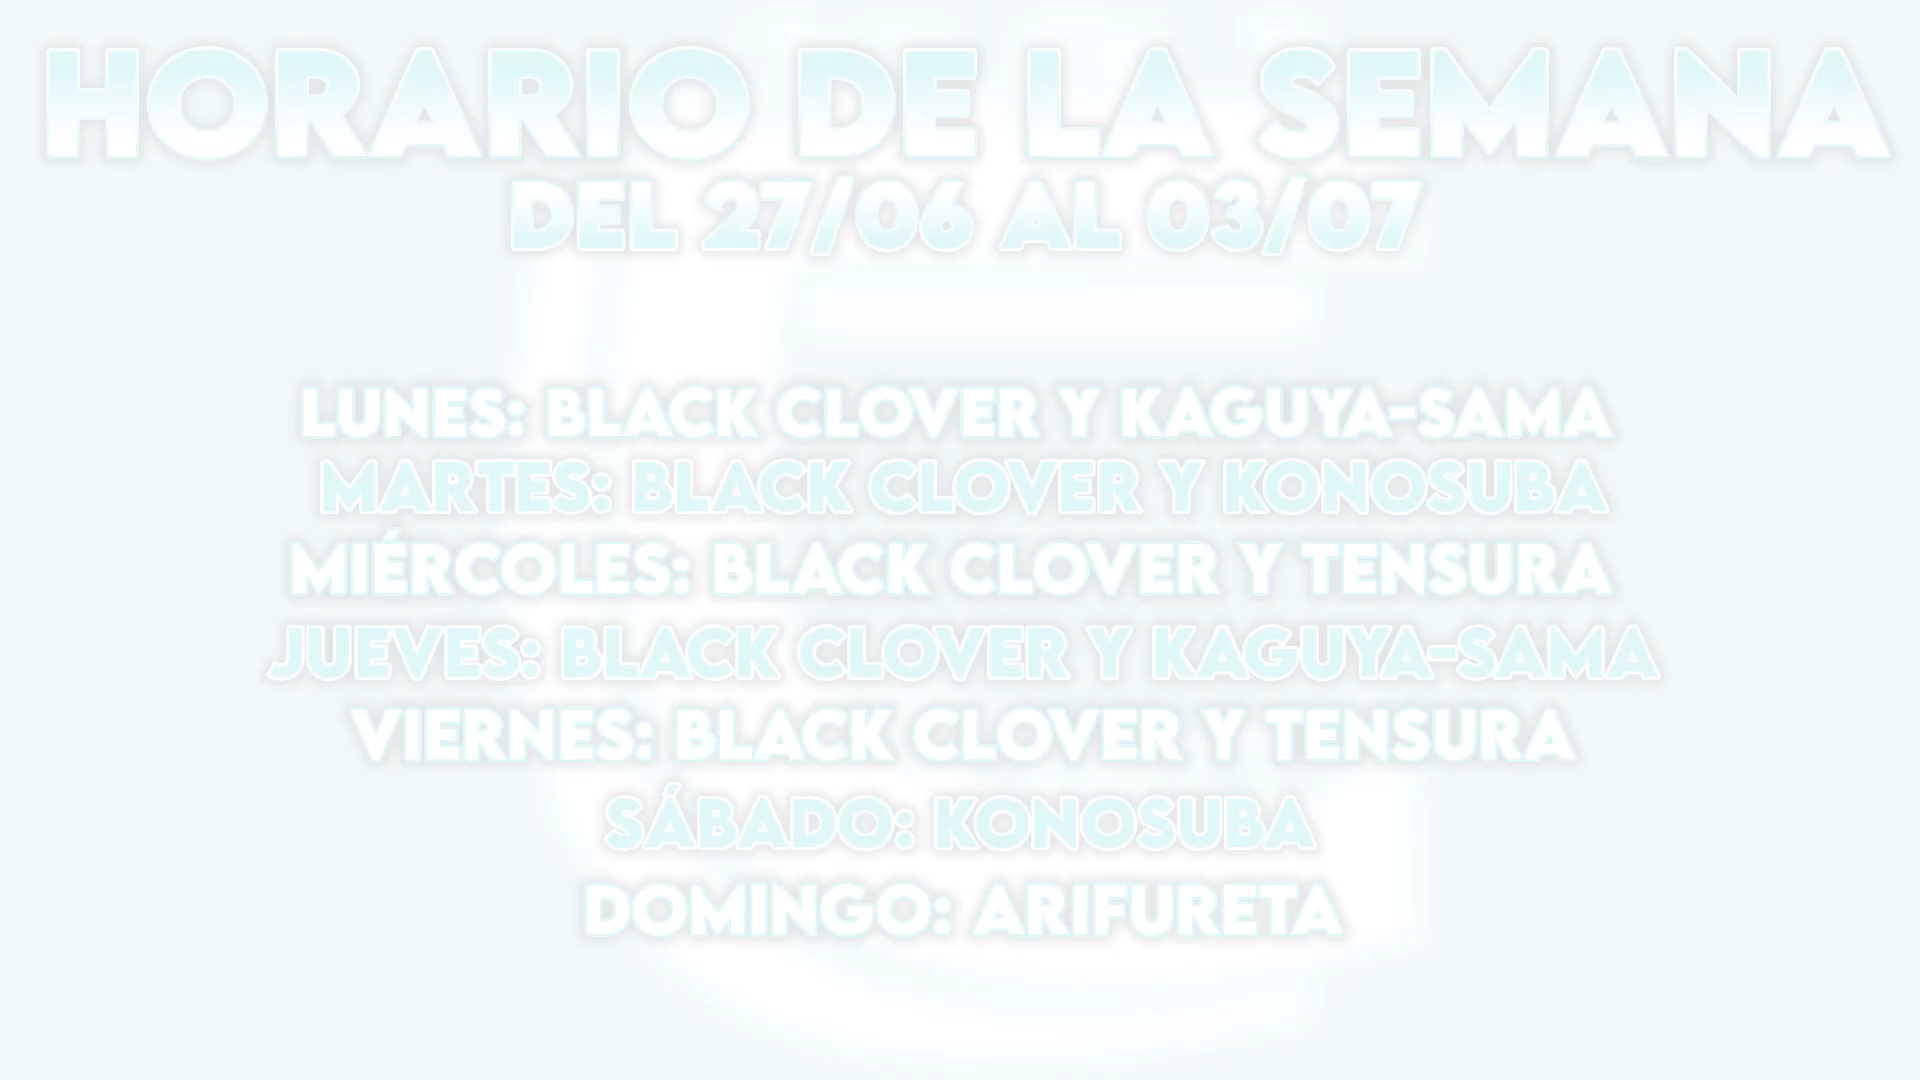 HORARIO DE LA SEMANA
DEL 27/06 AL 03/07
LUNES: BLACK CLOVER Y KAGUYA-SAMA
MARTES: BLACK CLOVER Y KONOSUBA
MIÉRCOLES: BLACK CLOVER Y TENSURA
JUEVES: BLACK CLOVER Y KAGUYA-SAMA
VIERNES: BLACK CLOVER Y TENSURA
SÁBADO: KONOSUBA
DOMINGO: ARIFURETA